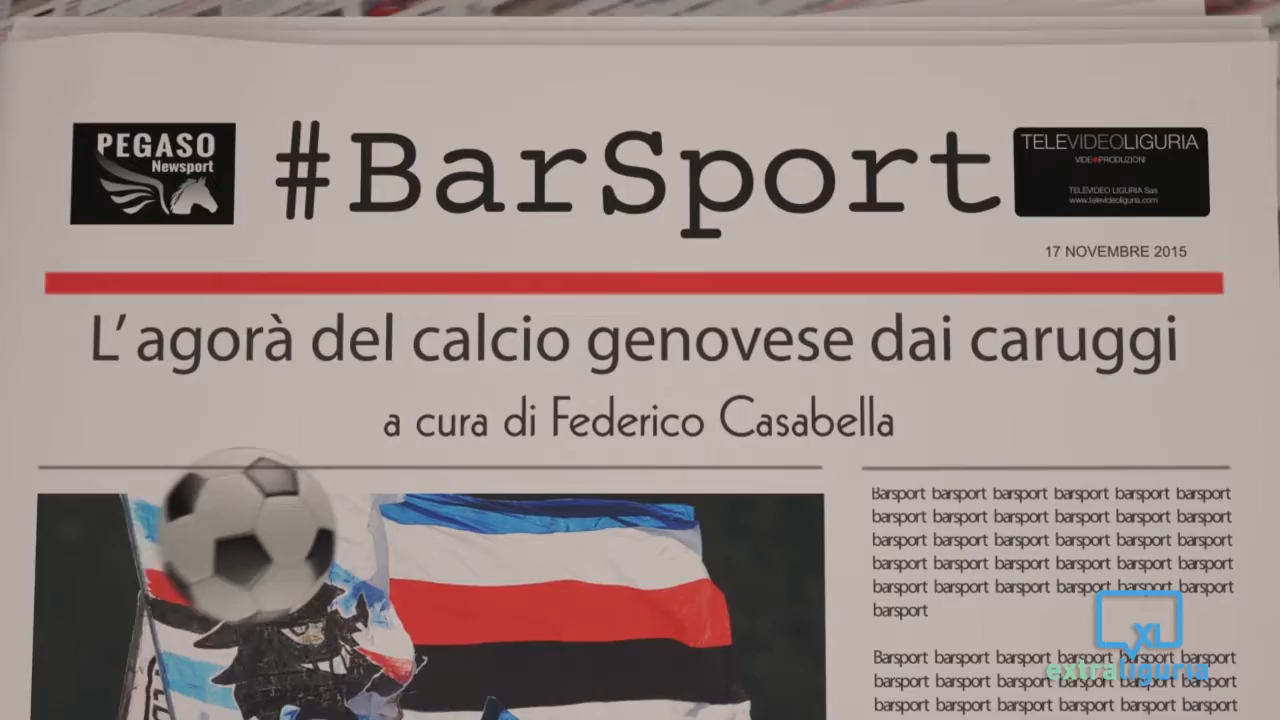 PEGASO
Newsport
#BarSport
TELEVIDEOLIGURIA
VIDEOPRODUZIONI
TELEVIDEO LIGURIA Sas
www.televideoliguria.com
17 NOVEMBRE 2015
L'agorà del calcio genovese dai caruggi
a cura di Federico Casabella
Barsport barsport barsport barsport barsport barsport
barsport barsport barsport barsport barsport barsport
barsport barsport barsport barsport barsport barsport
barsport barsport barsport barsport barsport barsport
barsport barsport barsport barsport barsport barsport
barsport
Barsport barsport barsport barsport barsport barsport
barsport barsport barsport barsport barsport barsport
barsport barsport barsport barsport barsport barsport
XL
extraliguria